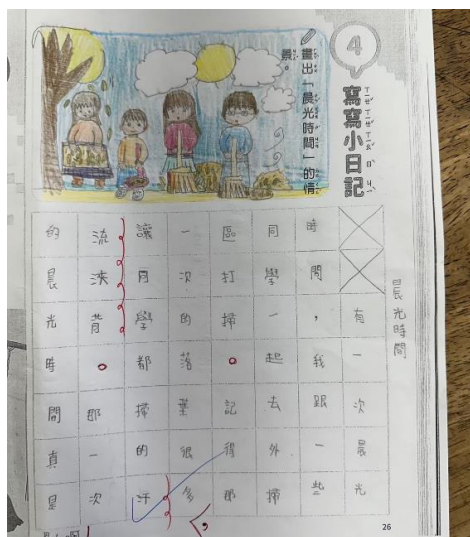 4
寫寫小日記
畫出「晨光時間」的情
景。
晨光時間
有一次晨光
時間，我跟一些
同學一起去外掃
區打掃。記得那
一次的落葉很多，
讓同學都掃的汗
流浹背。那一次
的晨光時間真是
26